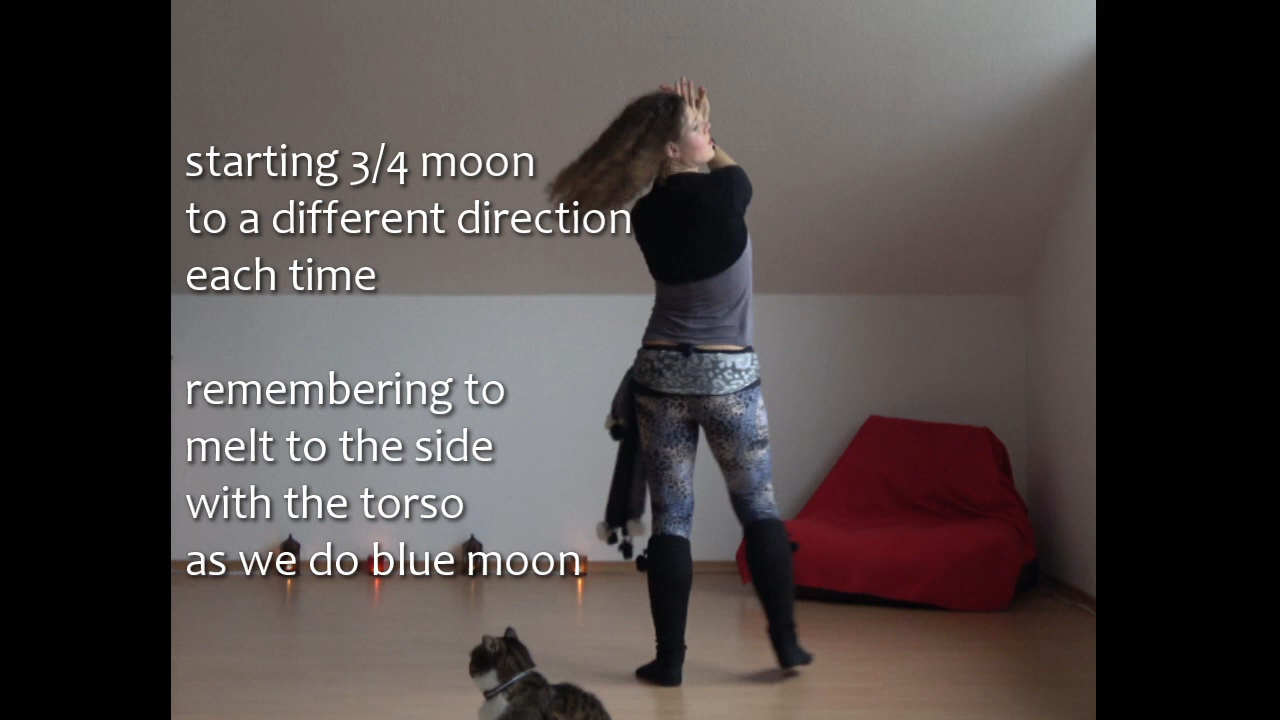 starting 3/4 moon
to a different direction
each time
remembering to
melt to the side
with the torso
as we do blue moon